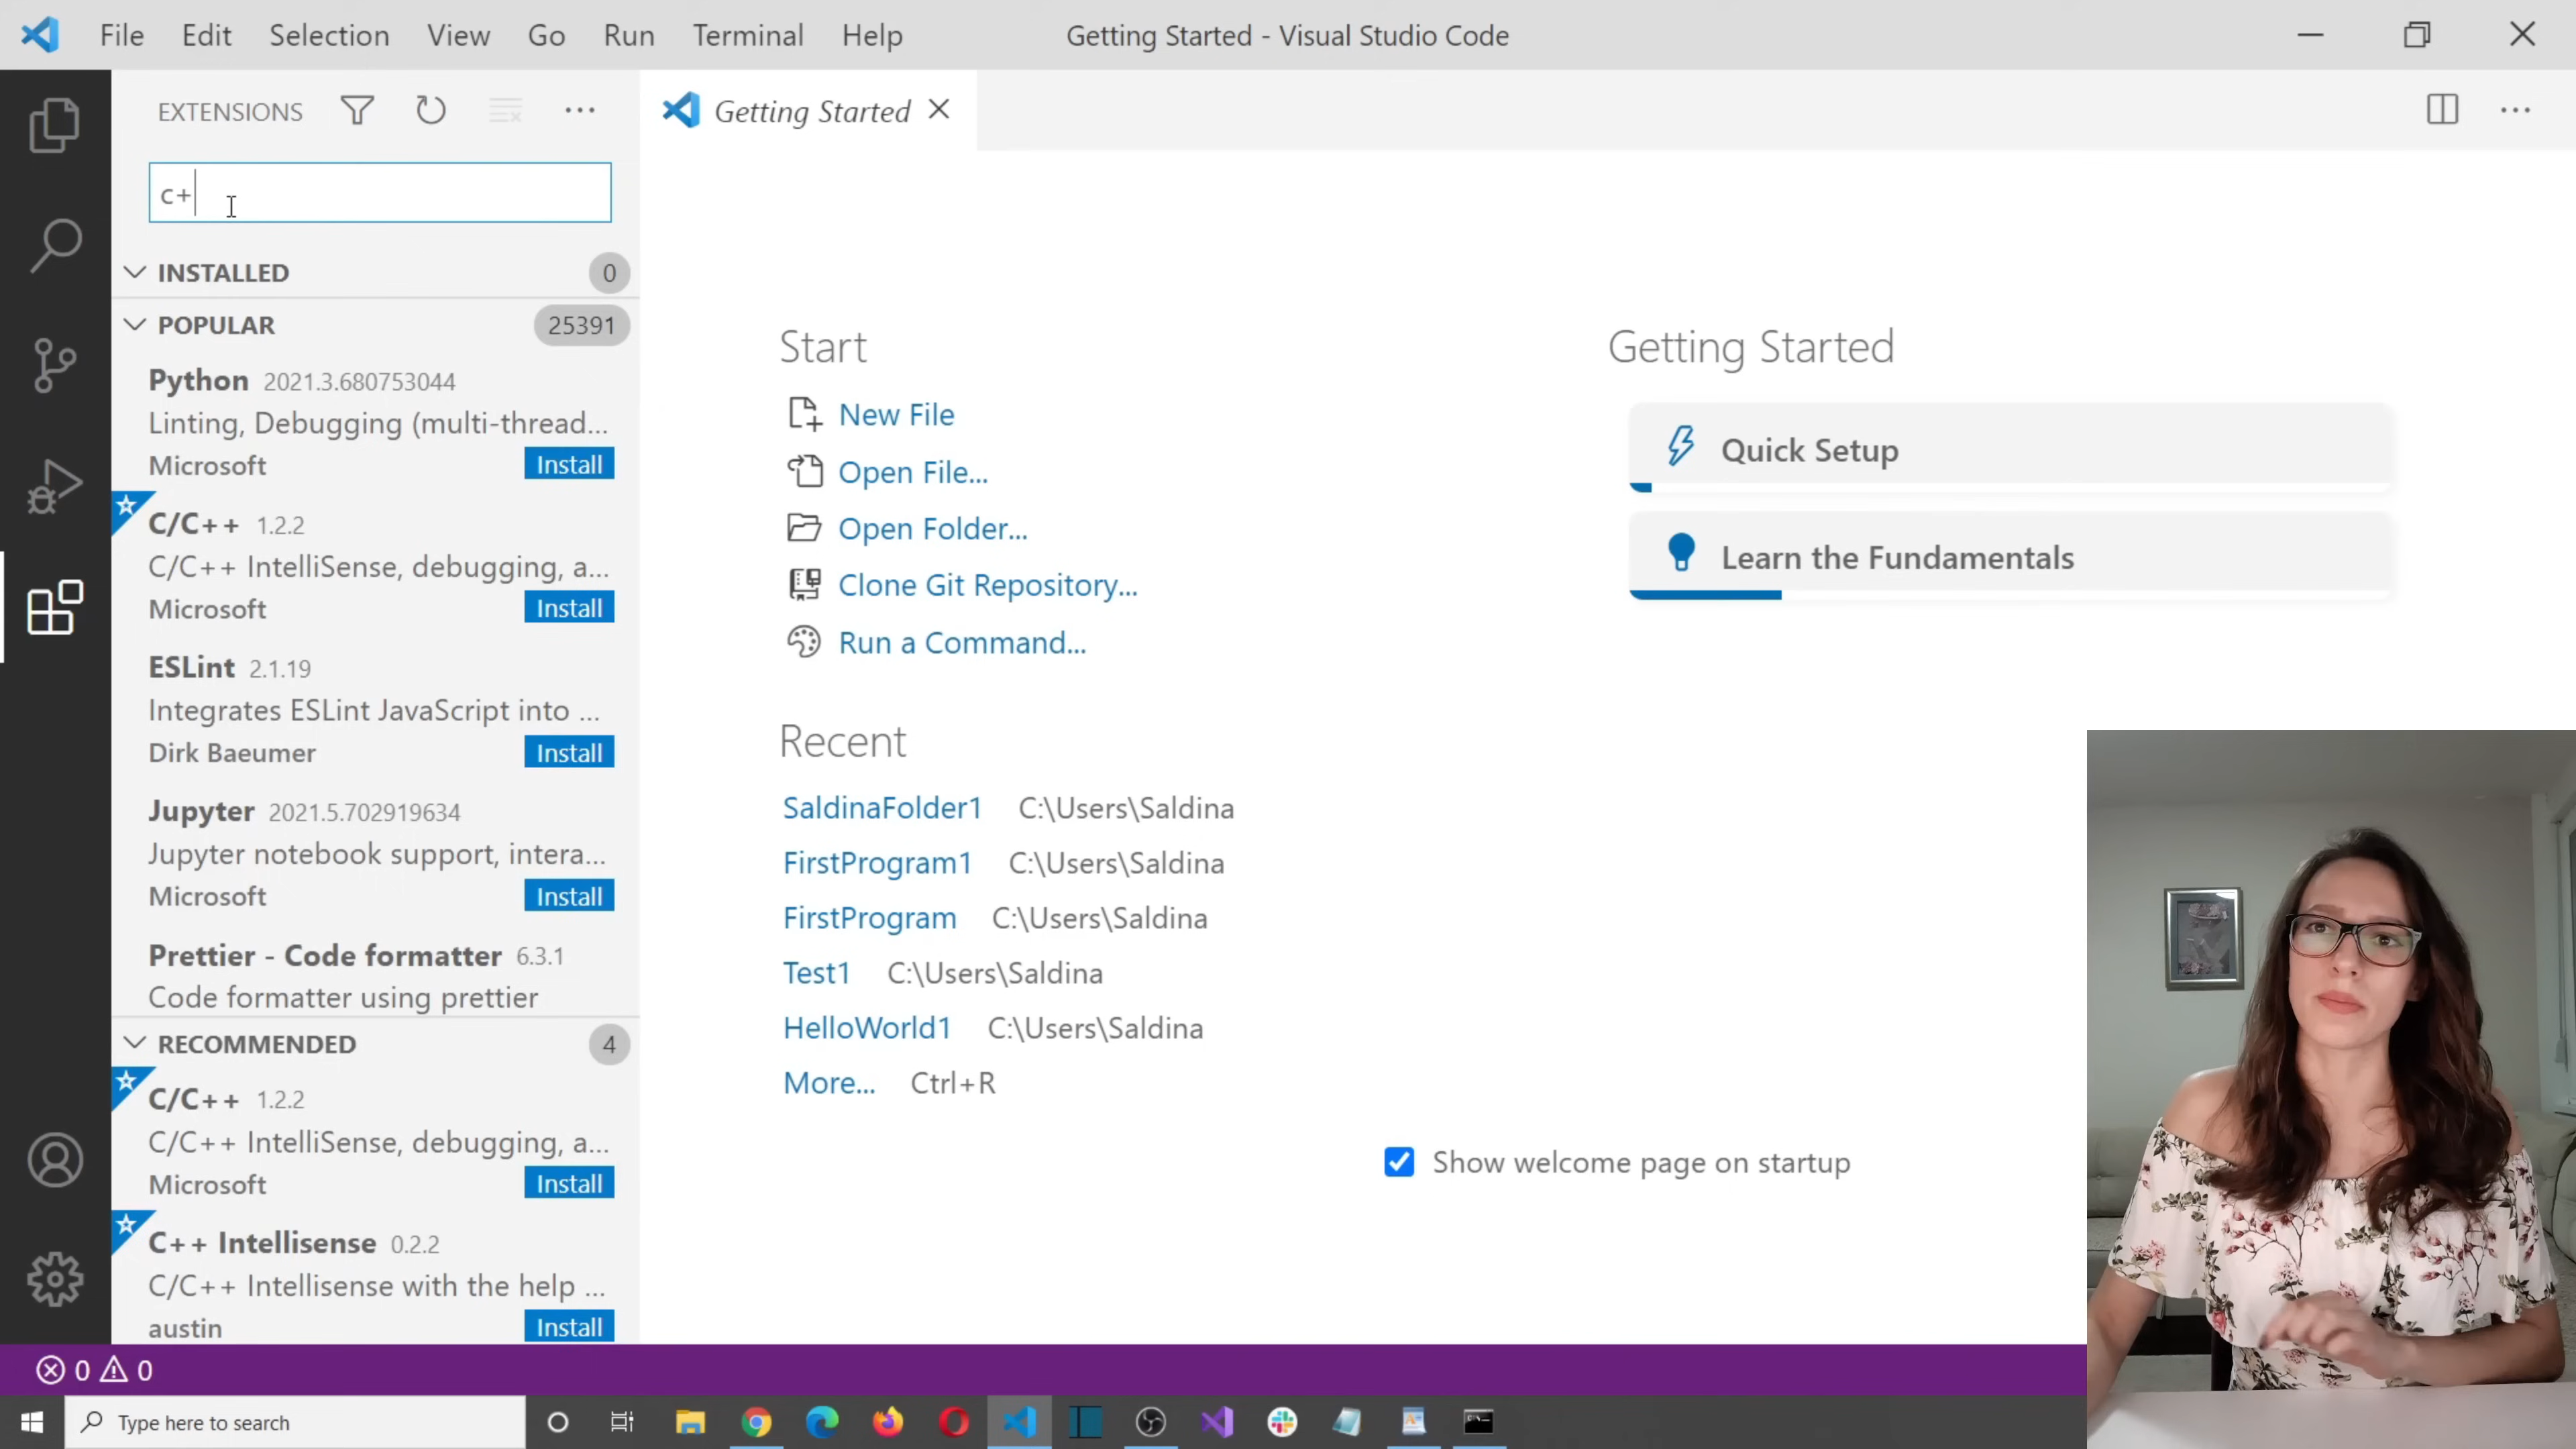 File Edit Selection View Go Run Terminal Help
Getting Started - Visual Studio Code
EXTENSIONS
c+
INSTALLED 0
POPULAR 25391
Python 2021.3.680753044
Linting, Debugging (multi-thread...
Microsoft Install
C/C++ 1.2.2
C/C++ IntelliSense, debugging, a...
Microsoft Install
ESLint 2.1.19
Integrates ESLint JavaScript into ...
Dirk Baeumer Install
Jupyter 2021.5.702919634
Jupyter notebook support, intera...
Microsoft Install
Prettier - Code formatter 6.3.1
Code formatter using prettier
RECOMMENDED 4
C/C++ 1.2.2
C/C++ IntelliSense, debugging, a...
Microsoft Install
C++ Intellisense 0.2.2
C/C++ Intellisense with the help ...
austin Install
Getting Started
Start
New File
Open File...
Open Folder...
Clone Git Repository...
Run a Command...
Recent
SaldinaFolder1 C:\Users\Saldina
FirstProgram1 C:\Users\Saldina
FirstProgram C:\Users\Saldina
Test1 C:\Users\Saldina
HelloWorld1 C:\Users\Saldina
More... Ctrl+R
Getting Started
Quick Setup
Learn the Fundamentals
Show welcome page on startup
0 0
Type here to search